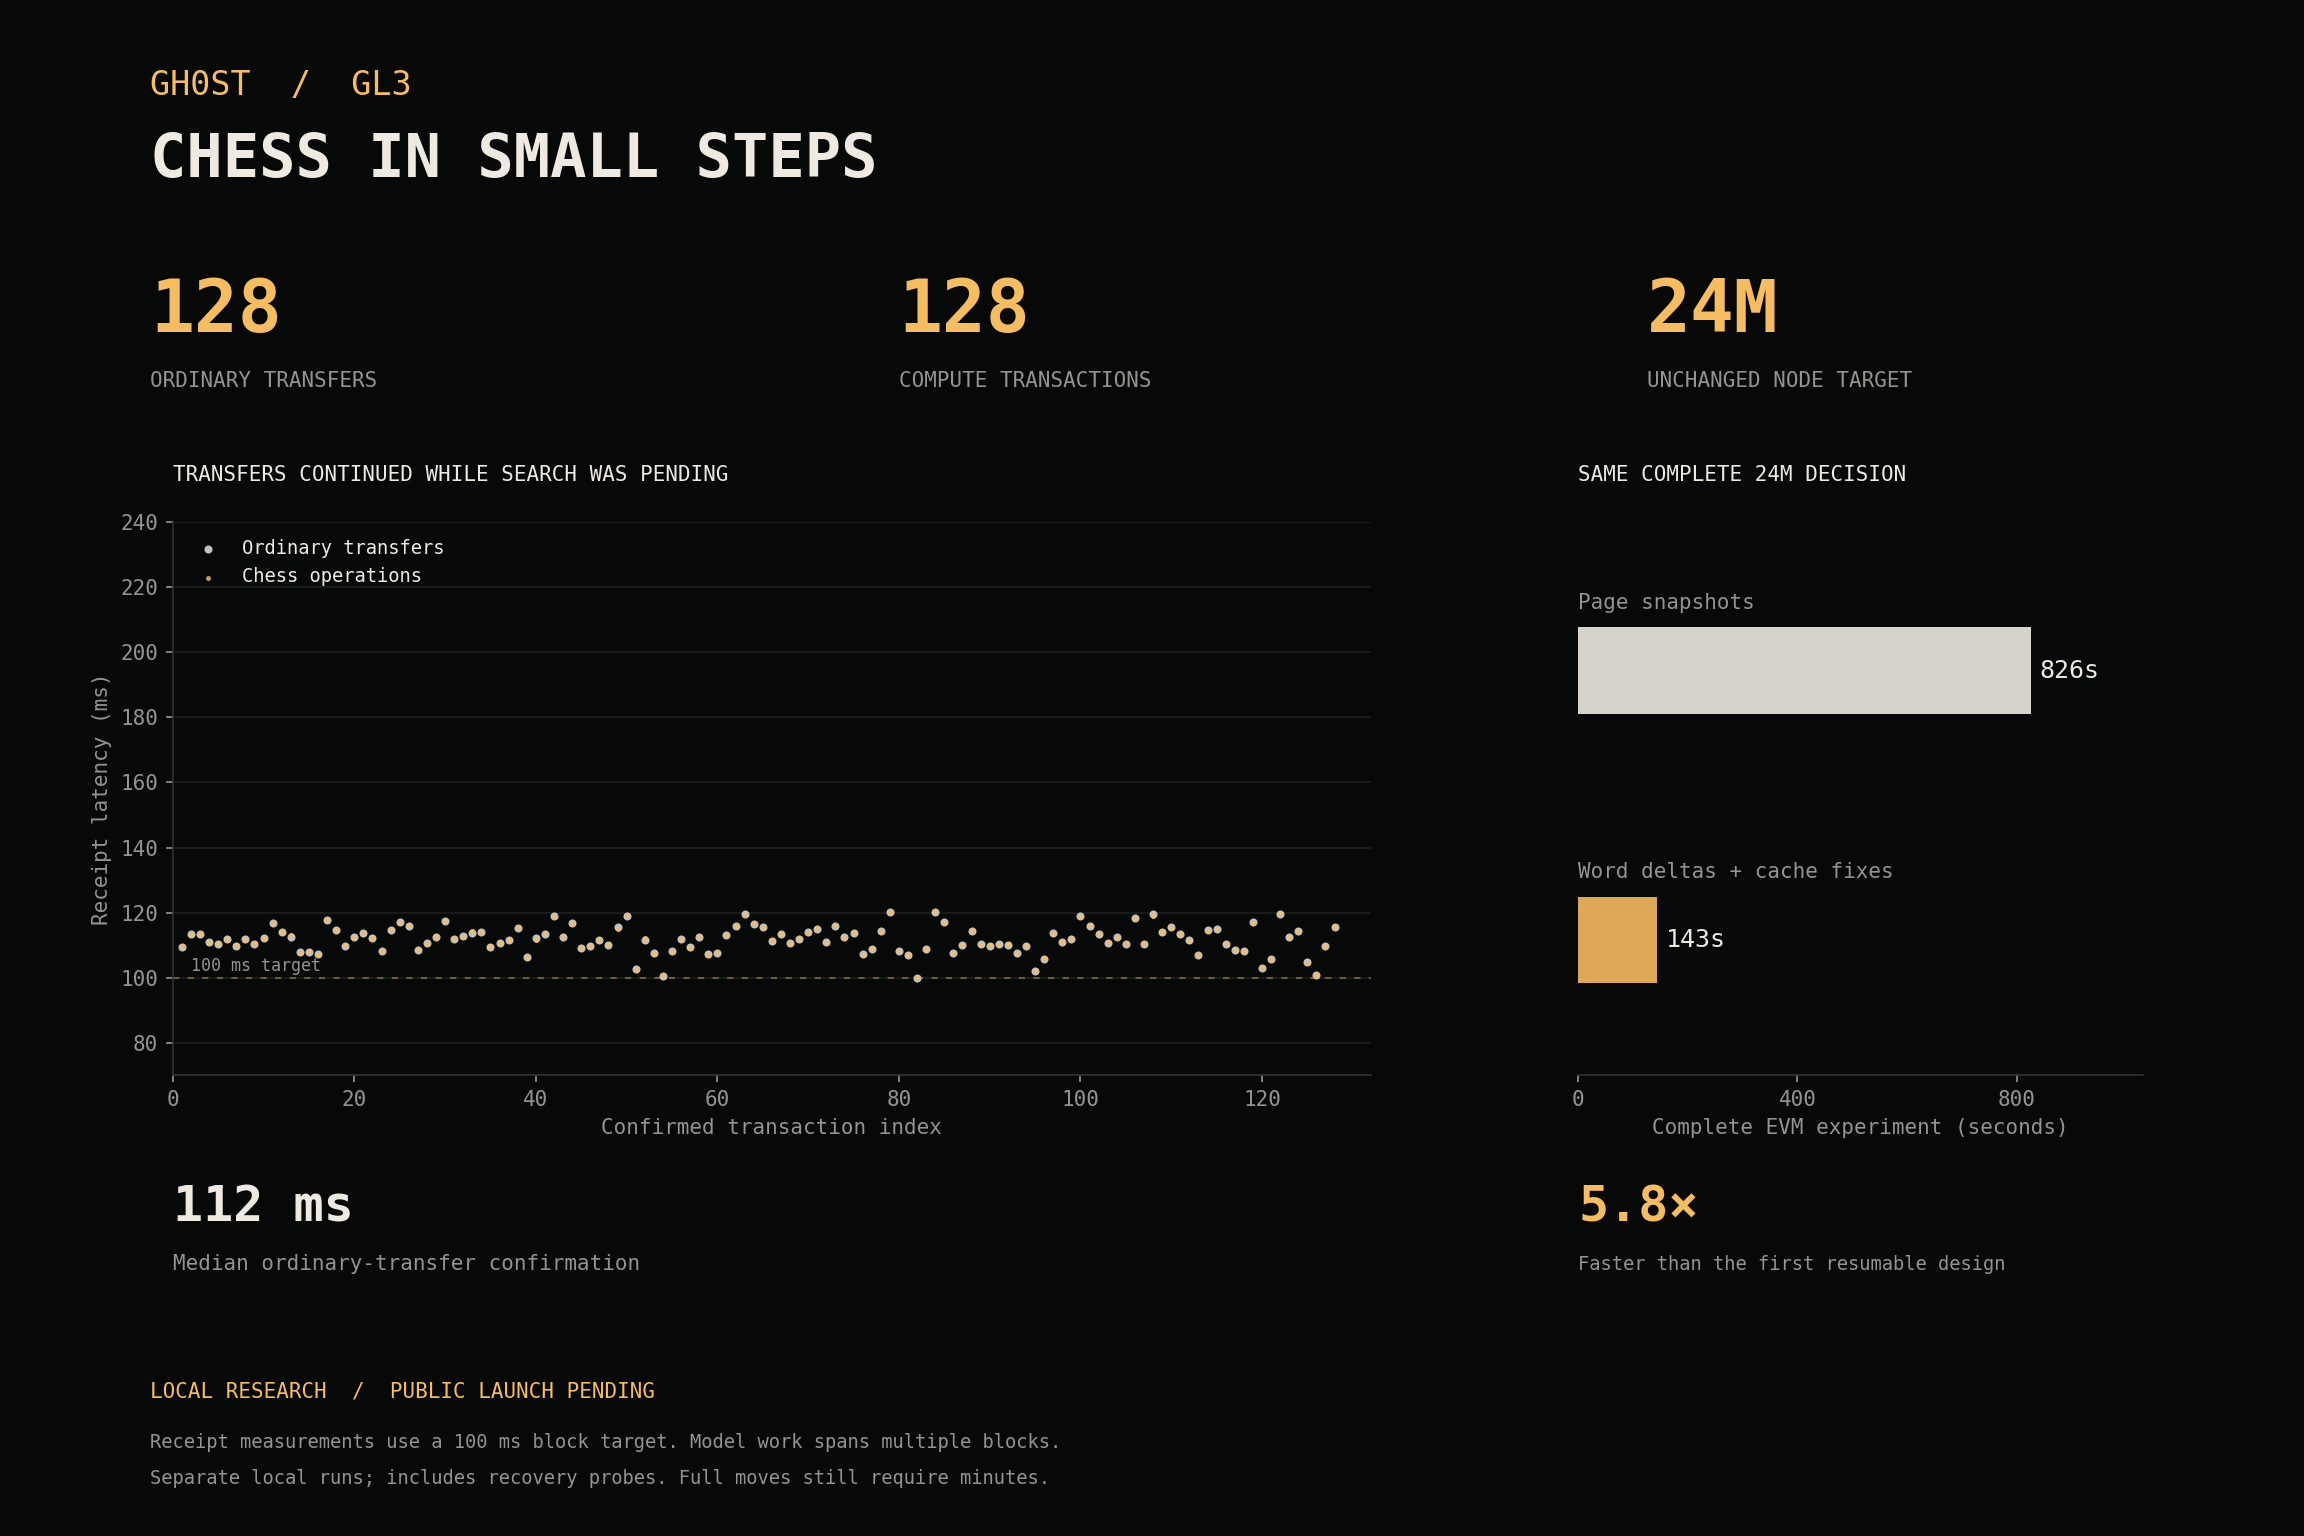 GH0ST / GL3
CHESS IN SMALL STEPS
128
ORDINARY TRANSFERS
128
COMPUTE TRANSACTIONS
24M
UNCHANGED NODE TARGET
TRANSFERS CONTINUED WHILE SEARCH WAS PENDING
Ordinary transfers
Chess operations
240
220
200
180
160
140
120
100
80
Receipt latency (ms)
100 ms target
0 20 40 60 80 100 120
Confirmed transaction index
112 ms
Median ordinary-transfer confirmation
SAME COMPLETE 24M DECISION
Page snapshots
826s
Word deltas + cache fixes
143s
0 400 800
Complete EVM experiment (seconds)
5.8×
Faster than the first resumable design
LOCAL RESEARCH / PUBLIC LAUNCH PENDING
Receipt measurements use a 100 ms block target. Model work spans multiple blocks.
Separate local runs; includes recovery probes. Full moves still require minutes.